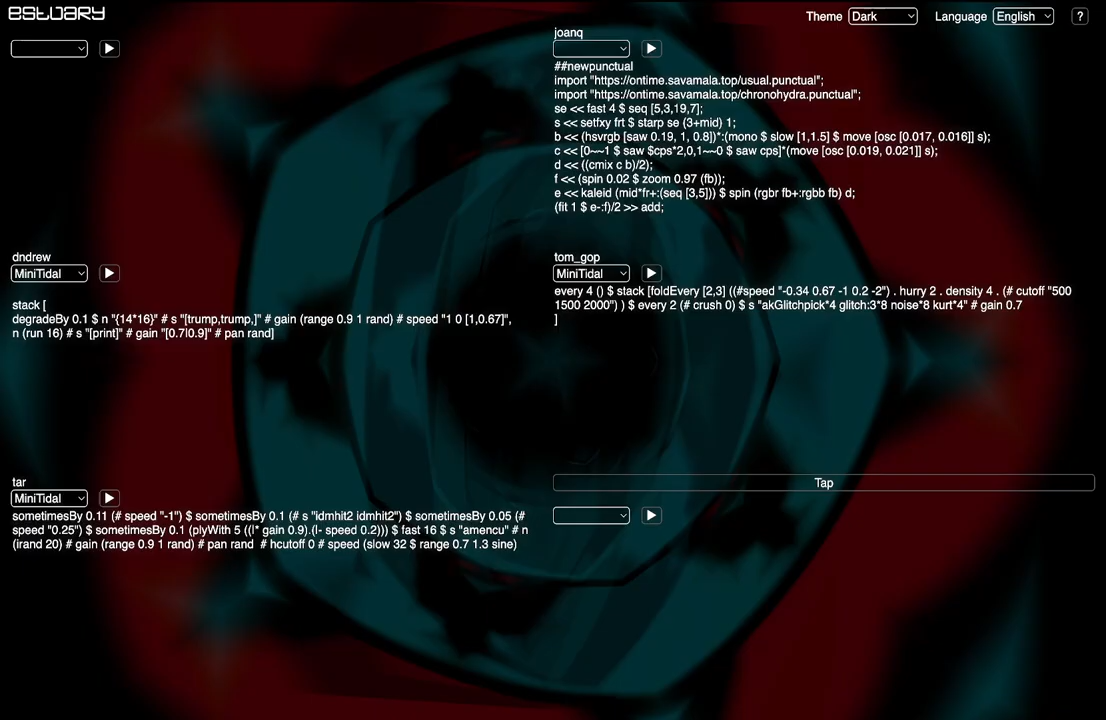 estuary
Theme Dark Language English ?
joanq
##newpunctual
import "https://ontime.savamala.top/usual.punctual";
import "https://ontime.savamala.top/chronohydra.punctual";
se << fast 4 $ seq [5,3,19,7];
s << setfxy frt $ starp se (3+mid) 1;
b << (hsvrgb [saw 0.19, 1, 0.8])*:(mono $ slow [1,1.5] $ move [osc [0.017, 0.016]] s);
c << [0~~1 $ saw $cps*2,0,1~~0 $ saw cps]*(move [osc [0.019, 0.021]] s);
d << ((cmix c b)/2);
f << (spin 0.02 $ zoom 0.97 (fb));
e << kaleid (mid*fr+:(seq [3,5])) $ spin (rgbr fb+:rgbb fb) d;
(fit 1 $ e-:f)/2 >> add;
dndrew
MiniTidal
stack [
degradeBy 0.1 $ n "{14*16}" # s "[trump,trump,]" # gain (range 0.9 1 rand) # speed "1 0 [1,0.67]",
n (run 16) # s "[print]" # gain "[0.7|0.9]" # pan rand]
tom_gop
MiniTidal
every 4 () $ stack [foldEvery [2,3] ((#speed "-0.34 0.67 -1 0.2 -2") . hurry 2 . density 4 . (# cutoff "500
1500 2000") ) $ every 2 (# crush 0) $ s "akGlitchpick*4 glitch:3*8 noise*8 kurt*4" # gain 0.7
]
tar
MiniTidal
sometimesBy 0.11 (# speed "-1") $ sometimesBy 0.1 (# s "idmhit2 idmhit2") $ sometimesBy 0.05 (#
speed "0.25") $ sometimesBy 0.1 (plyWith 5 ((|* gain 0.9).(|- speed 0.2))) $ fast 16 $ s "amencu" # n
(irand 20) # gain (range 0.9 1 rand) # pan rand # hcutoff 0 # speed (slow 32 $ range 0.7 1.3 sine)
Tap